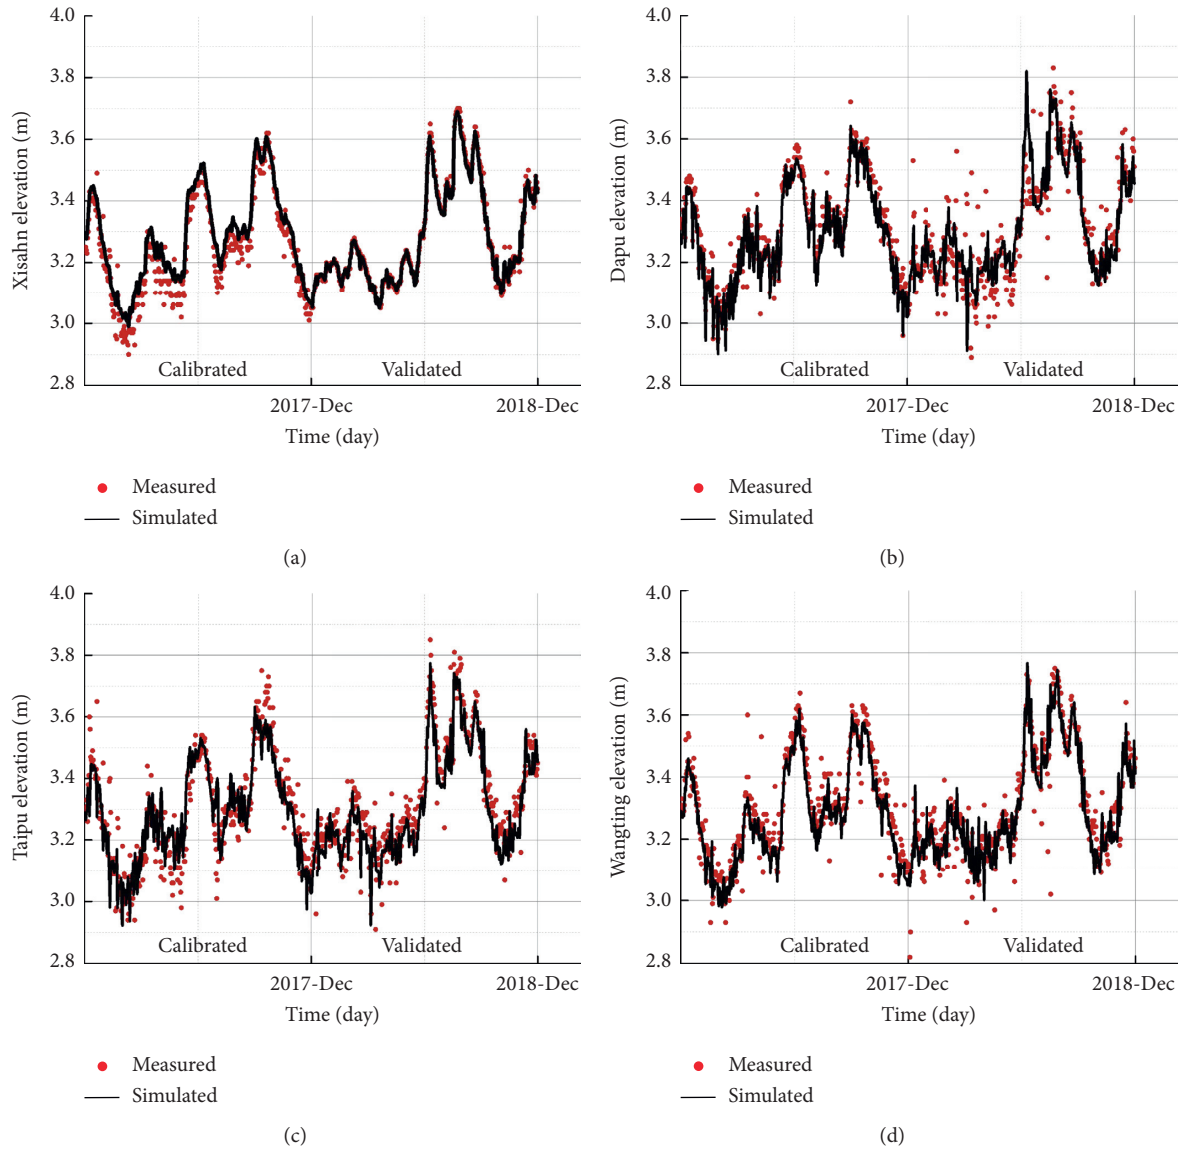 4.0
3.8
3.6
3.4
3.2
3.0
2.8
Xisahn elevation (m)
Calibrated
Validated
2017-Dec
2018-Dec
Time (day)
Measured
Simulated
(a)
4.0
3.8
3.6
3.4
3.2
3.0
2.8
Dapu elevation (m)
Calibrated
Validated
2017-Dec
2018-Dec
Time (day)
Measured
Simulated
(b)
4.0
3.8
3.6
3.4
3.2
3.0
2.8
Taipu elevation (m)
Calibrated
Validated
2017-Dec
2018-Dec
Time (day)
Measured
Simulated
(c)
4.0
3.8
3.6
3.4
3.2
3.0
2.8
Wangting elevation (m)
Calibrated
Validated
2017-Dec
2018-Dec
Time (day)
Measured
Simulated
(d)